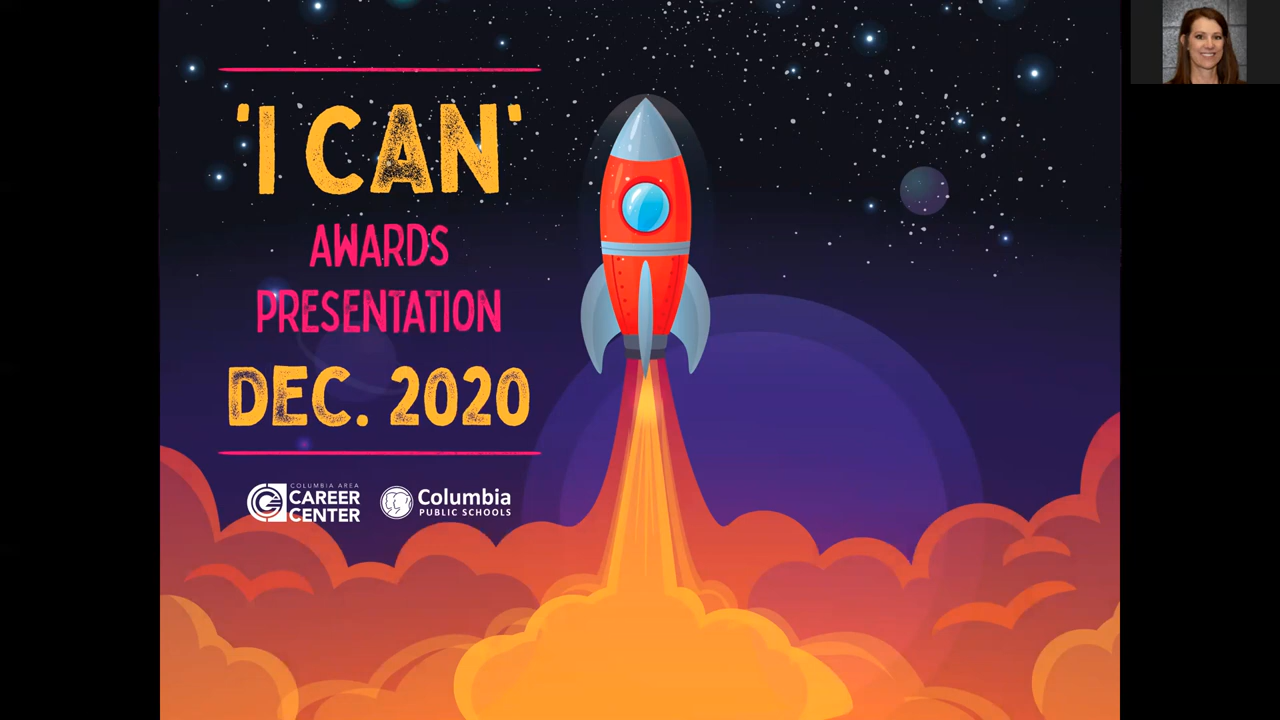 'I CAN'
AWARDS
PRESENTATION
DEC. 2020
COLUMBIA AREA
CAREER
CENTER
Columbia
PUBLIC SCHOOLS